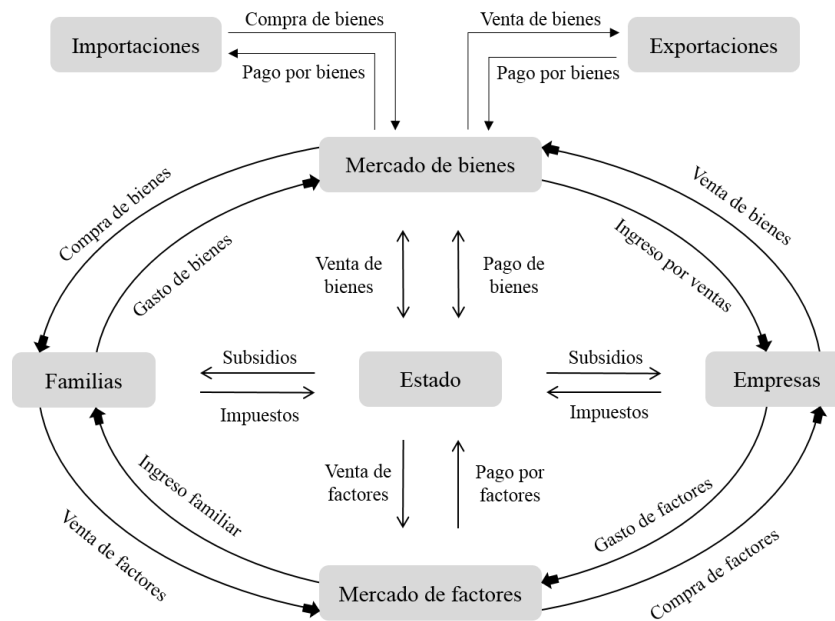 Compra de bienes
Venta de bienes
Importaciones
Exportaciones
Pago por bienes
Pago por bienes
Mercado de bienes
Compra de bienes
Gasto de bienes
Venta de
bienes
Pago de
bienes
Ingreso por ventas
Venta de bienes
Familias
Subsidios
Impuestos
Estado
Subsidios
Impuestos
Empresas
Venta de factores
Ingreso familiar
Venta de
factores
Pago por
factores
Gasto de factores
Compra de factores
Mercado de factores